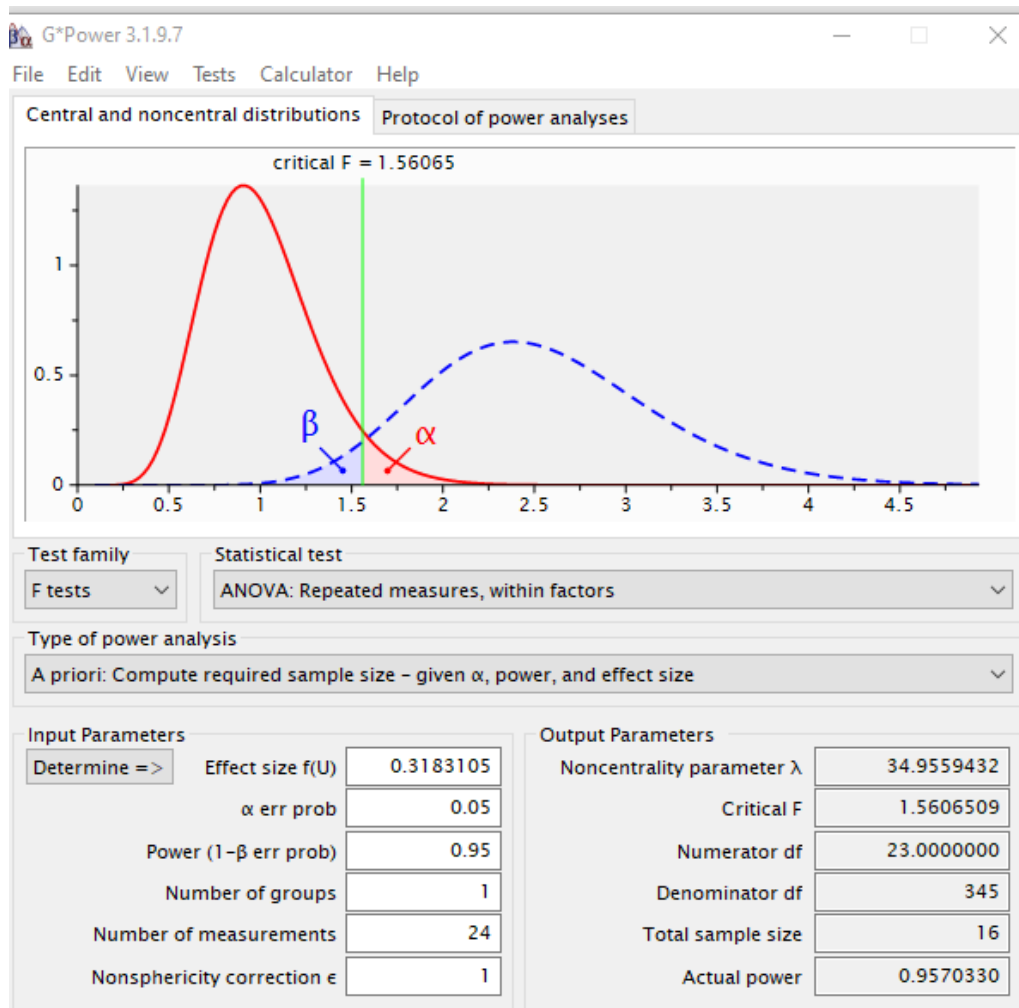 G*Power 3.1.9.7
File Edit View Tests Calculator Help
Central and noncentral distributions Protocol of power analyses
critical F = 1.56065
1
0.5
0
β
α
0 0.5 1 1.5 2 2.5 3 3.5 4 4.5
Test family Statistical test
F tests ANOVA: Repeated measures, within factors
Type of power analysis
A priori: Compute required sample size – given α, power, and effect size
Input Parameters Output Parameters
Determine => Effect size f(U) 0.3183105 Noncentrality parameter λ 34.9559432
α err prob 0.05 Critical F 1.5606509
Power (1-β err prob) 0.95 Numerator df 23.0000000
Number of groups 1 Denominator df 345
Number of measurements 24 Total sample size 16
Nonsphericity correction ϵ 1 Actual power 0.9570330